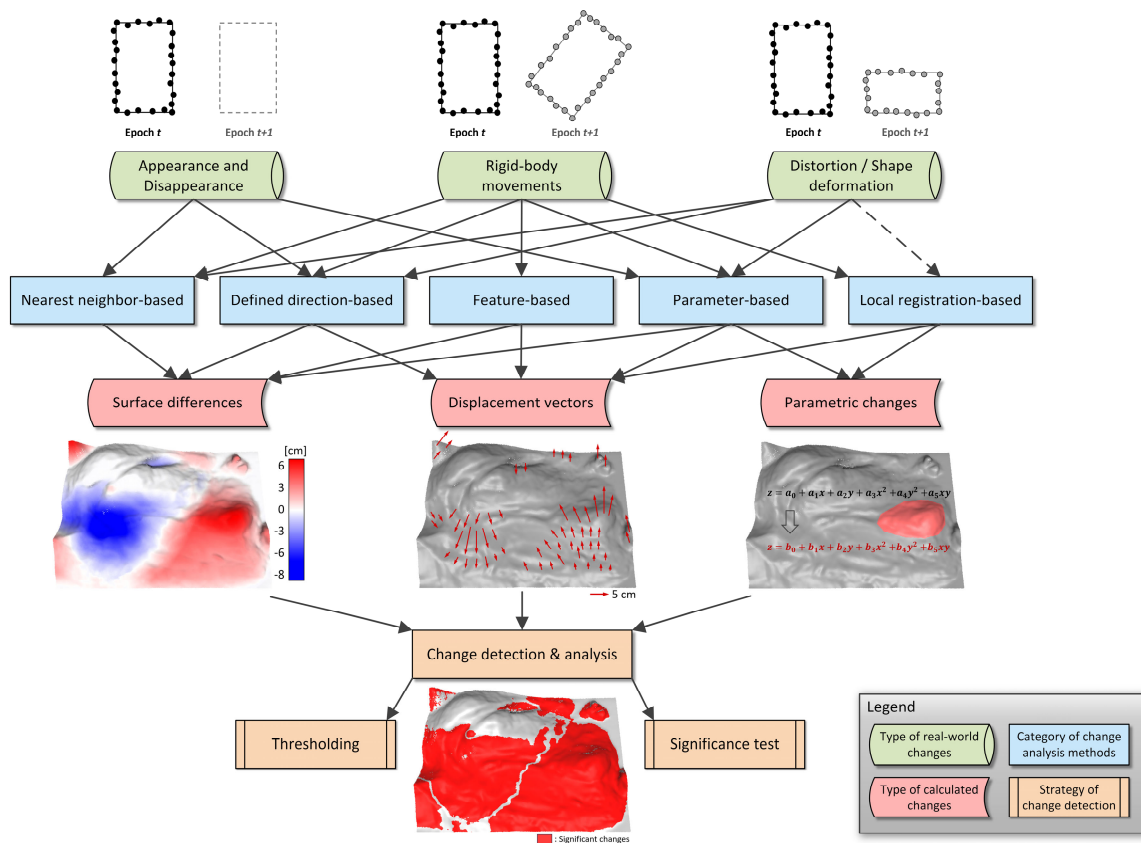 Epoch t
Epoch t+1
Epoch t
Epoch t+1
Epoch t
Epoch t+1
Appearance and
Disappearance
Rigid-body
movements
Distortion / Shape
deformation
Nearest neighbor-based
Defined direction-based
Feature-based
Parameter-based
Local registration-based
Surface differences
Displacement vectors
Parametric changes
[cm]
6
3
0
-3
-6
-8
5 cm
z = a₀ + a₁x + a₂y + a₃x² + a₄y² + a₅xy
z = b₀ + b₁x + b₂y + b₃x² + b₄y² + b₅xy
Change detection & analysis
Thresholding
Significance test
: Significant changes
Legend
Type of real-world
changes
Category of change
analysis methods
Type of calculated
changes
Strategy of
change detection